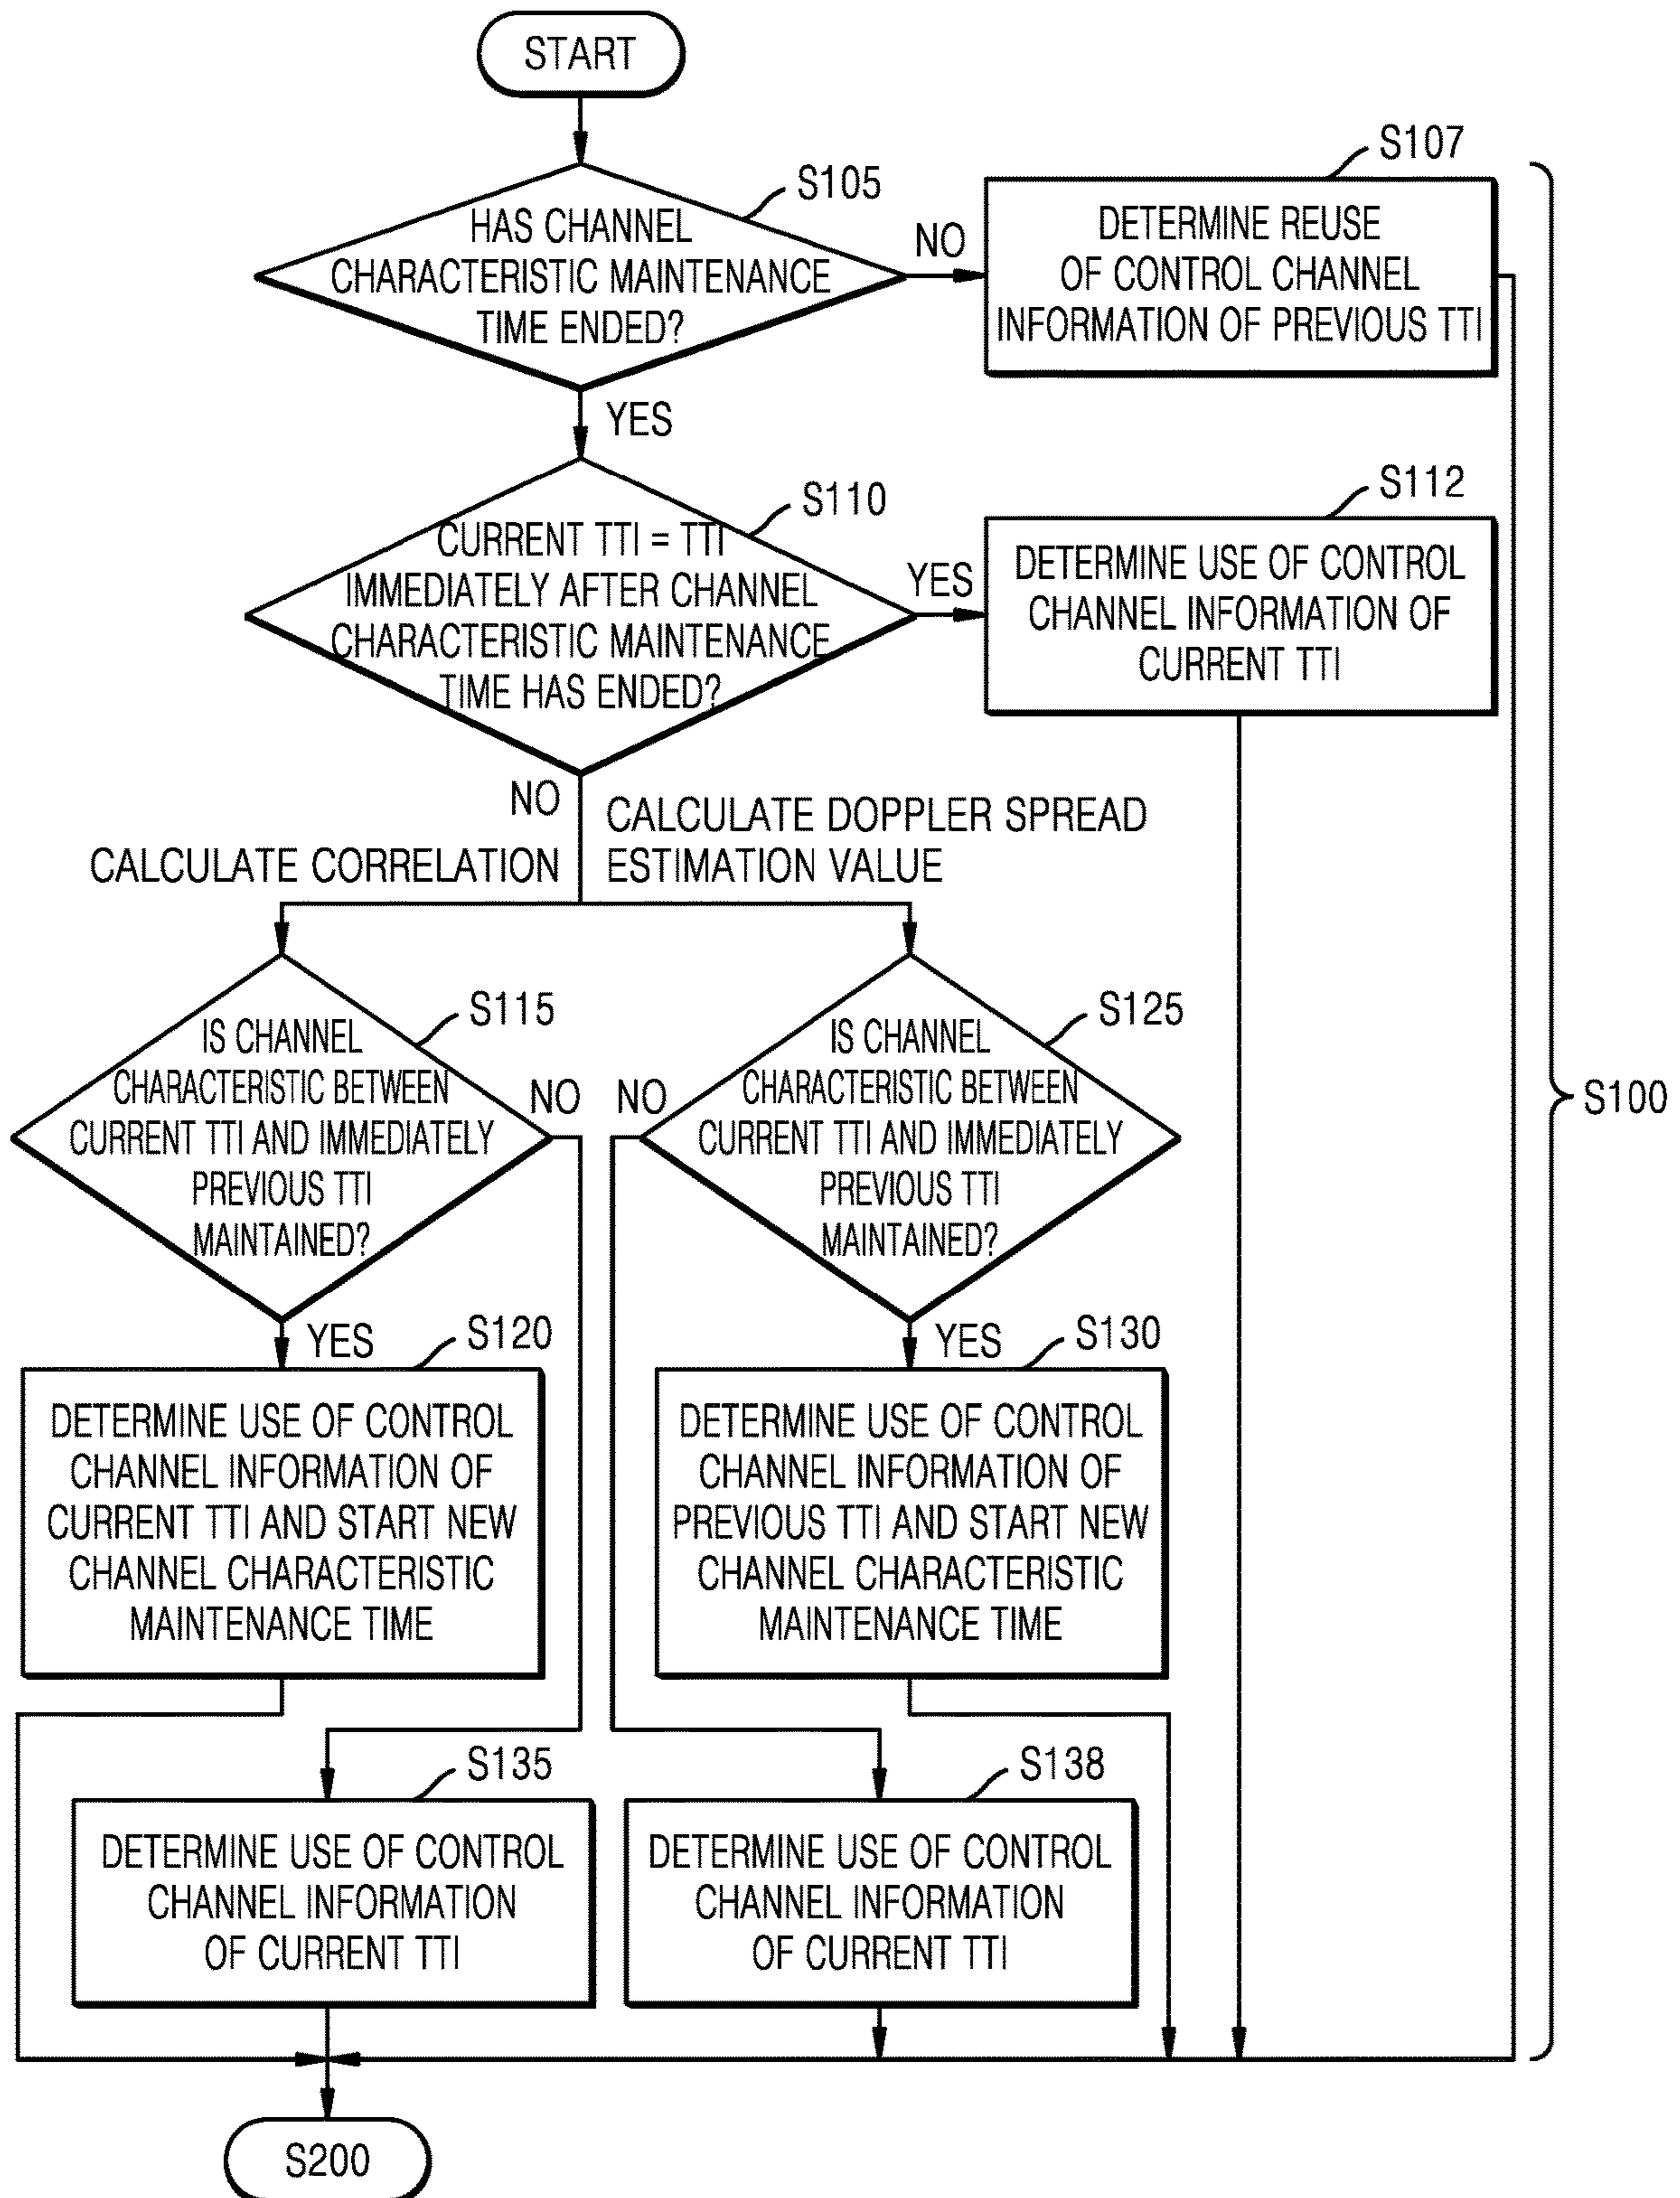 START
S105
HAS CHANNEL
CHARACTERISTIC MAINTENANCE
TIME ENDED?
NO
S107
DETERMINE REUSE
OF CONTROL CHANNEL
INFORMATION OF PREVIOUS TTI
YES
S110
CURRENT TTI = TTI
IMMEDIATELY AFTER CHANNEL
CHARACTERISTIC MAINTENANCE
TIME HAS ENDED?
YES
S112
DETERMINE USE OF CONTROL
CHANNEL INFORMATION OF
CURRENT TTI
NO
CALCULATE CORRELATION
CALCULATE DOPPLER SPREAD
ESTIMATION VALUE
S115
IS CHANNEL
CHARACTERISTIC BETWEEN
CURRENT TTI AND IMMEDIATELY
PREVIOUS TTI
MAINTAINED?
NO
S125
IS CHANNEL
CHARACTERISTIC BETWEEN
CURRENT TTI AND IMMEDIATELY
PREVIOUS TTI
MAINTAINED?
NO
S100
YES
S120
DETERMINE USE OF CONTROL
CHANNEL INFORMATION OF
CURRENT TTI AND START NEW
CHANNEL CHARACTERISTIC
MAINTENANCE TIME
YES
S130
DETERMINE USE OF CONTROL
CHANNEL INFORMATION OF
PREVIOUS TTI AND START NEW
CHANNEL CHARACTERISTIC
MAINTENANCE TIME
S135
DETERMINE USE OF CONTROL
CHANNEL INFORMATION
OF CURRENT TTI
S138
DETERMINE USE OF CONTROL
CHANNEL INFORMATION
OF CURRENT TTI
S200